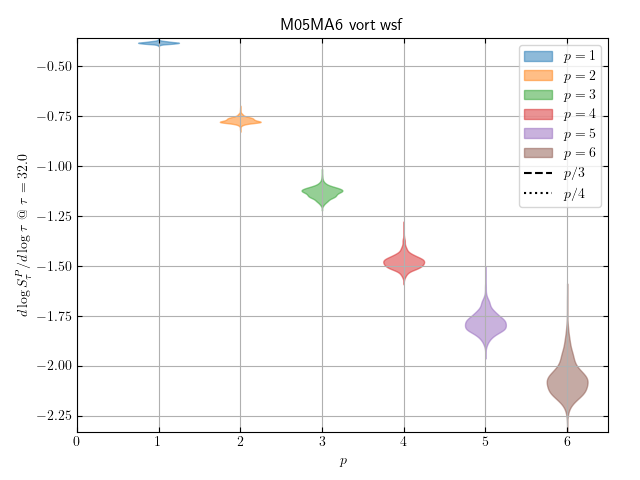 M05MA6 vort wsf
d log S_τ^p / d log τ @ τ = 32.0
−0.50
−0.75
−1.00
−1.25
−1.50
−1.75
−2.00
−2.25
0
1
2
3
4
5
6
p
p = 1
p = 2
p = 3
p = 4
p = 5
p = 6
p/3
p/4